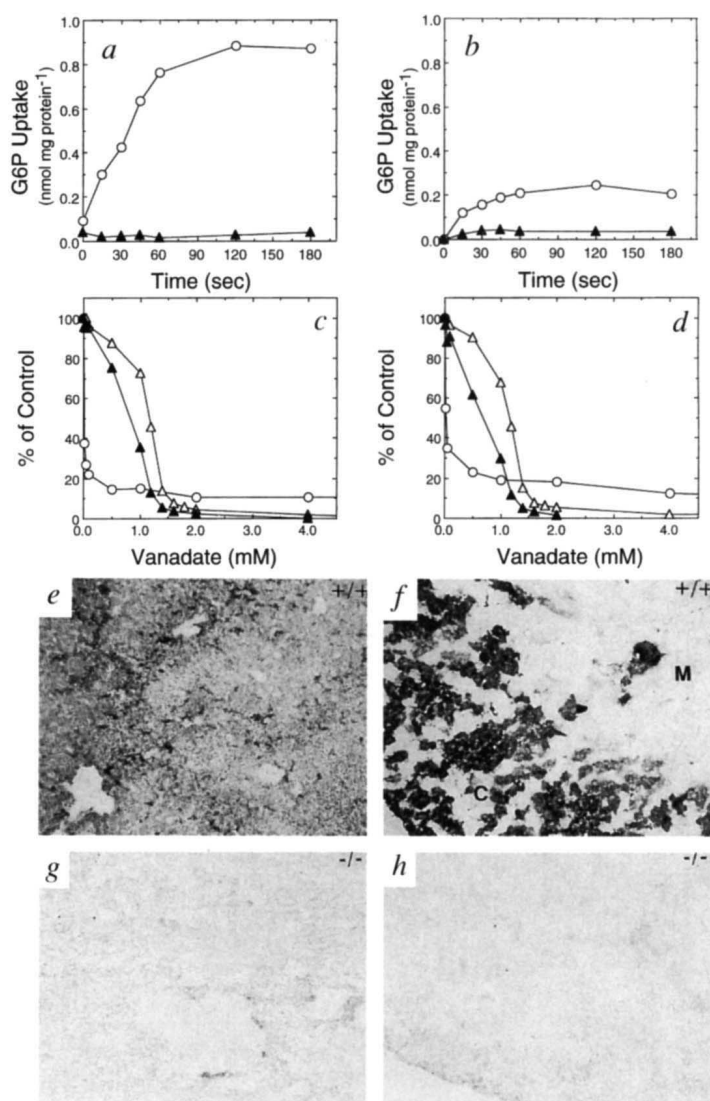 a
G6P Uptake
(nmol mg protein⁻¹)
1.0
0.8
0.6
0.4
0.2
0.0
0 30 60 90 120 150 180
Time (sec)
b
G6P Uptake
(nmol mg protein⁻¹)
1.0
0.8
0.6
0.4
0.2
0.0
0 30 60 90 120 150 180
Time (sec)
c
% of Control
100
80
60
40
20
0
0.0 1.0 2.0 3.0 4.0
Vanadate (mM)
d
% of Control
100
80
60
40
20
0
0.0 1.0 2.0 3.0 4.0
Vanadate (mM)
e
+/+
f
+/+
M
C
g
-/-
h
-/-